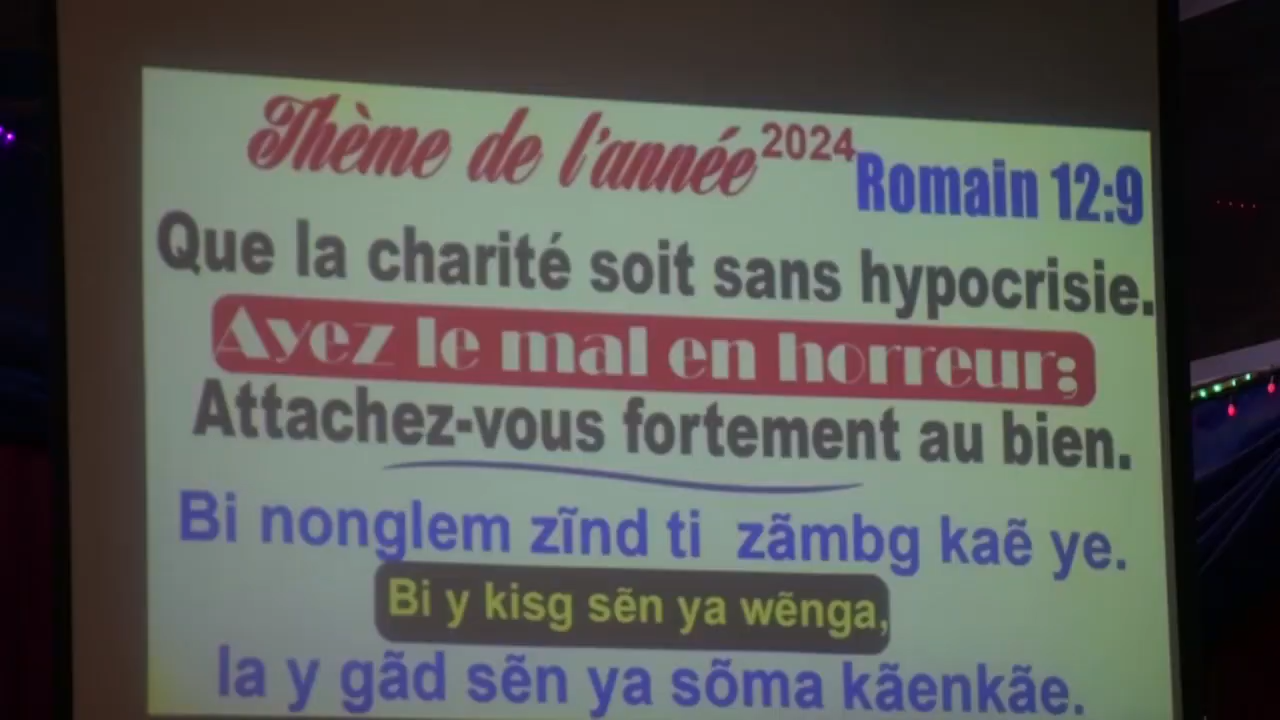 Thème de l'année 2024 Romain 12:9
Que la charité soit sans hypocrisie.
Ayez le mal en horreur;
Attachez-vous fortement au bien.
Bi nonglem zĩnd ti zãmbg kaẽ ye.
Bi y kisg sẽn ya wẽnga,
la y gãd sẽn ya sõma kãenkãe.